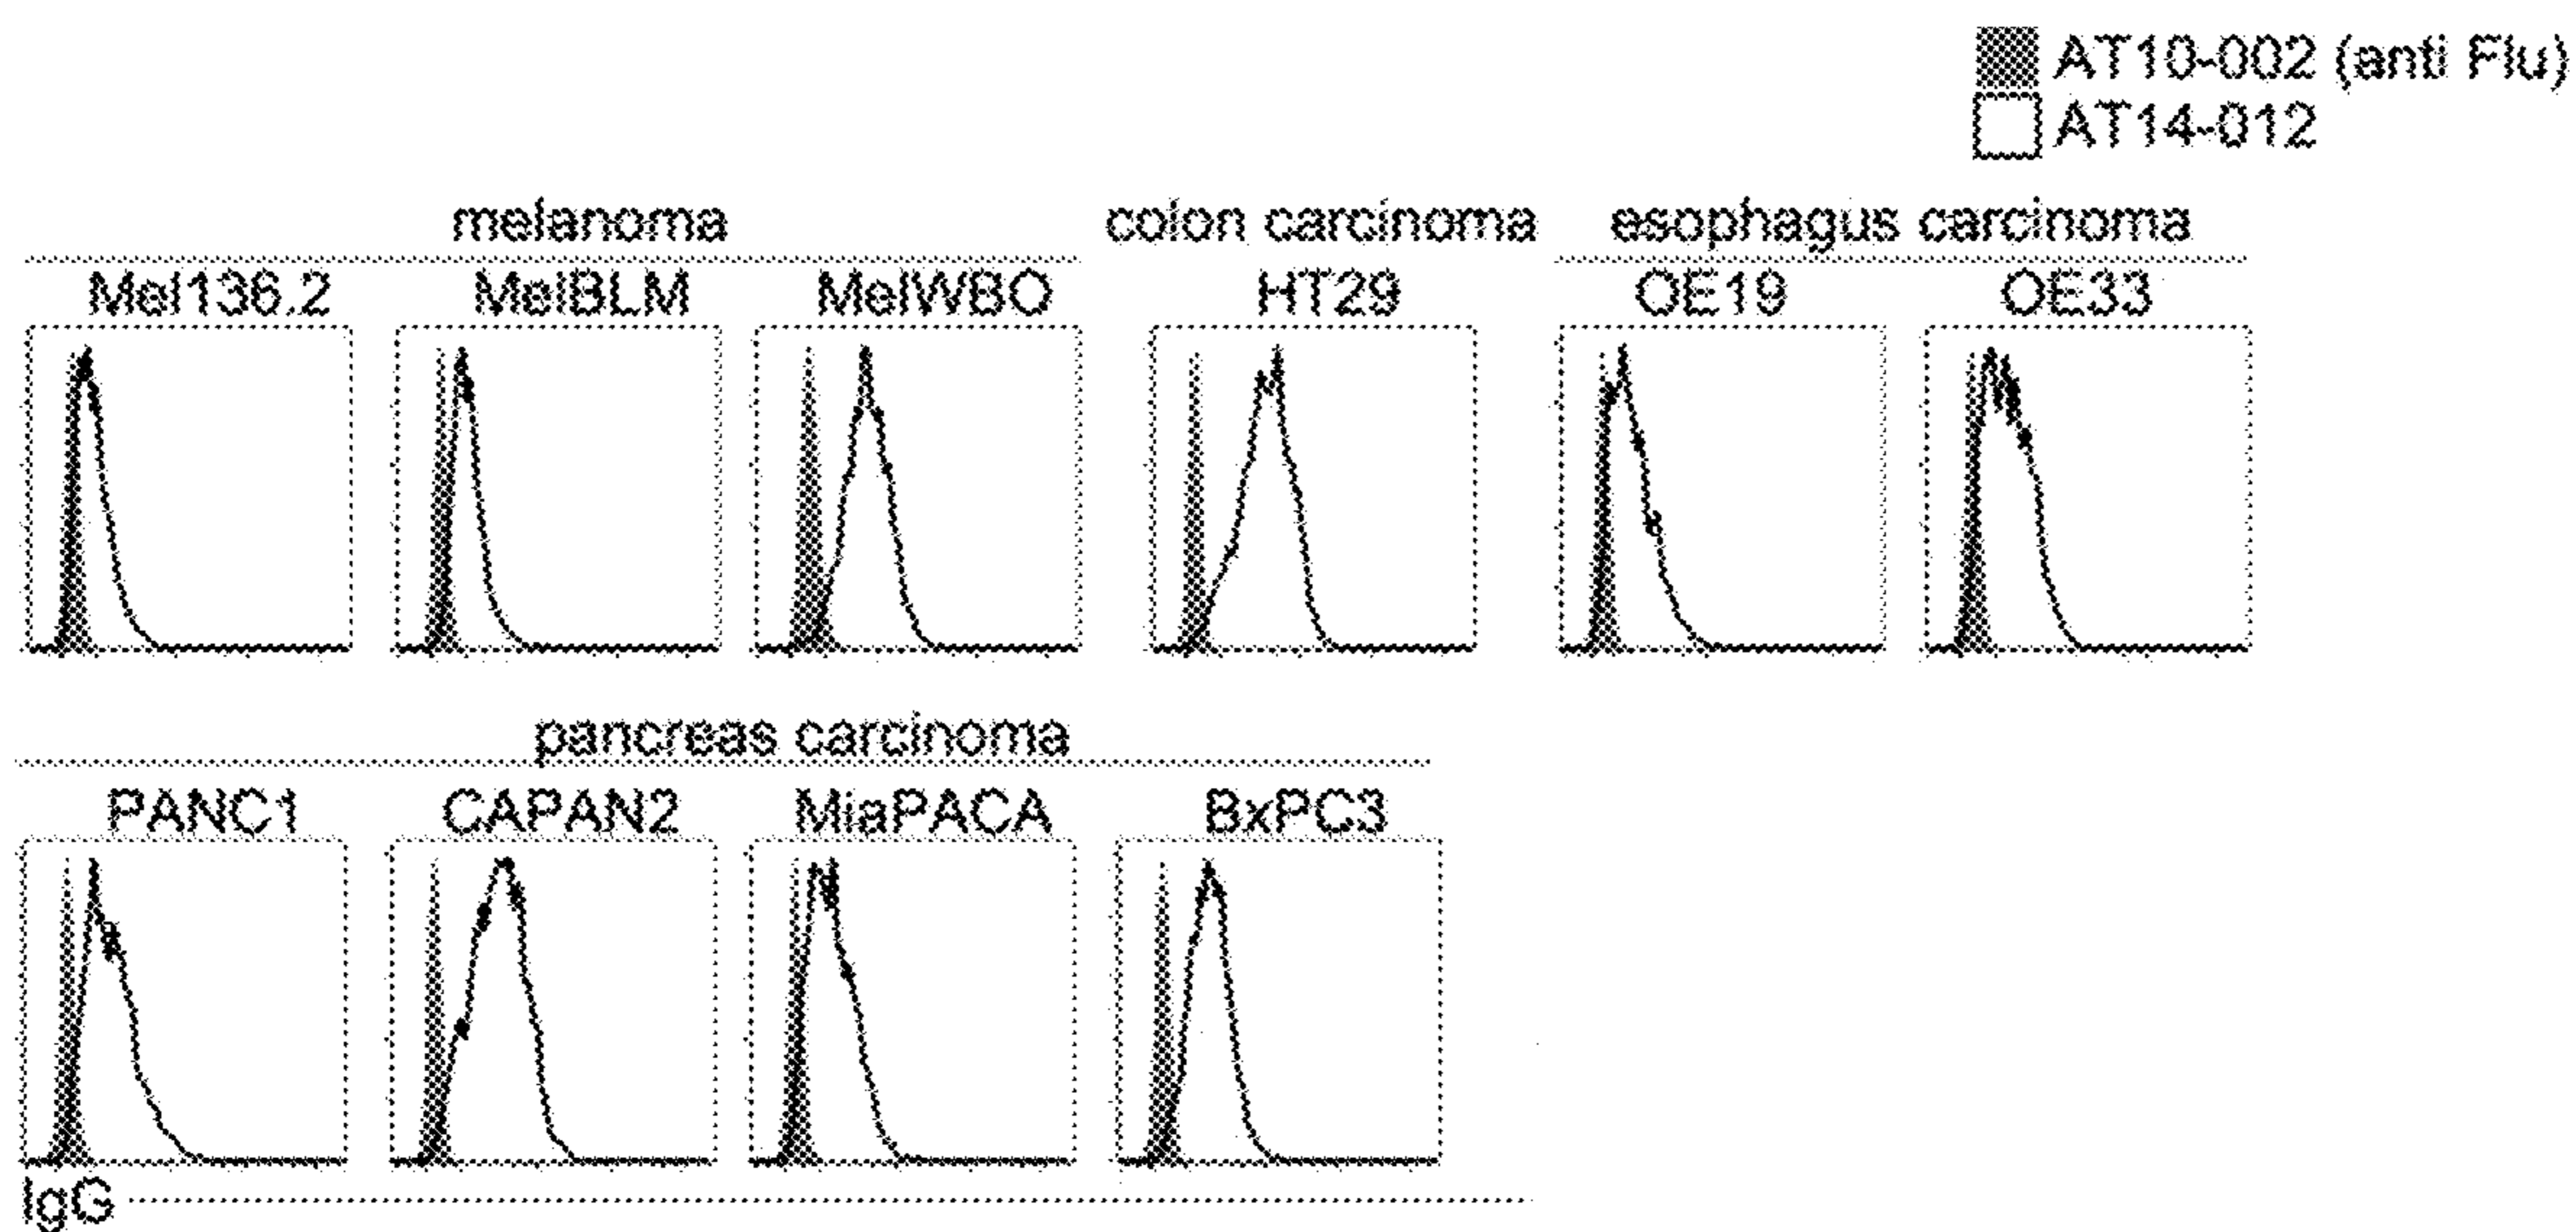 AT10-002 (anti Flu)
AT14-012
melanoma
colon carcinoma
esophagus carcinoma
Mel136.2
MelBLM
MelWBO
HT29
OE19
OE33
pancreas carcinoma
PANC1
CAPAN2
MiaPACA
BxPC3
IgG